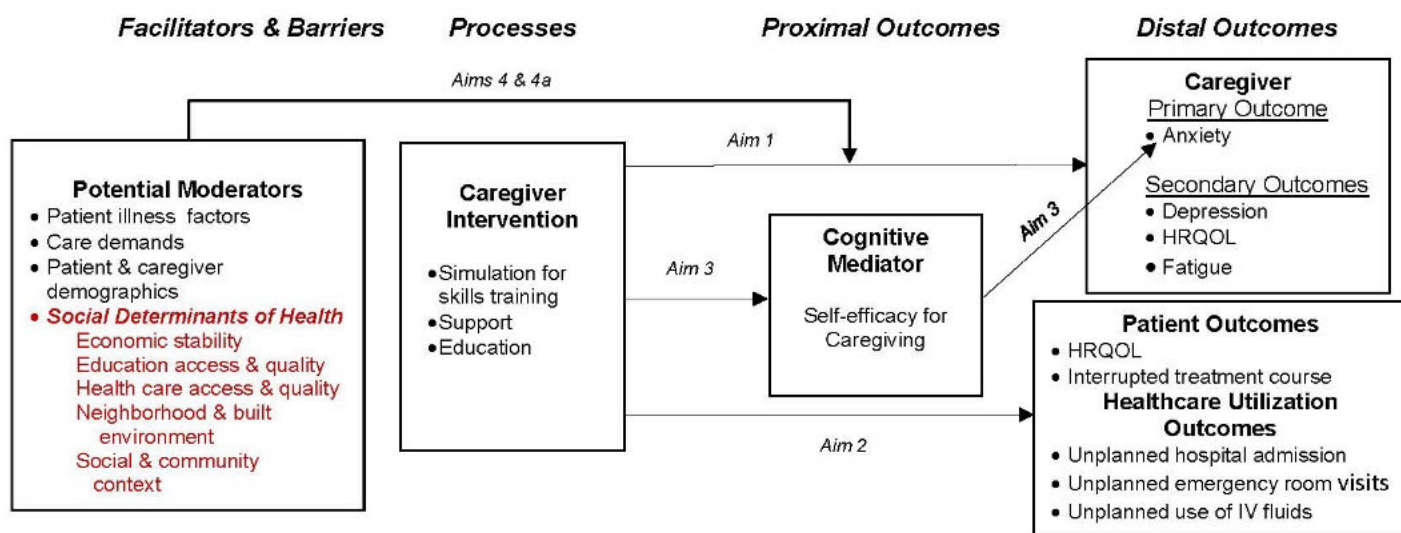 Facilitators & Barriers
Processes
Proximal Outcomes
Distal Outcomes
Aims 4 & 4a
Potential Moderators
• Patient illness factors
• Care demands
• Patient & caregiver
demographics
• Social Determinants of Health
Economic stability
Education access & quality
Health care access & quality
Neighborhood & built
environment
Social & community
context
Caregiver
Intervention
•Simulation for
skills training
•Support
•Education
Aim 1
Aim 3
Cognitive
Mediator
Self-efficacy for
Caregiving
Aim 3
Aim 2
Caregiver
Primary Outcome
• Anxiety
Secondary Outcomes
• Depression
• HRQOL
• Fatigue
Patient Outcomes
• HRQOL
• Interrupted treatment course
Healthcare Utilization
Outcomes
• Unplanned hospital admission
• Unplanned emergency room visits
• Unplanned use of IV fluids